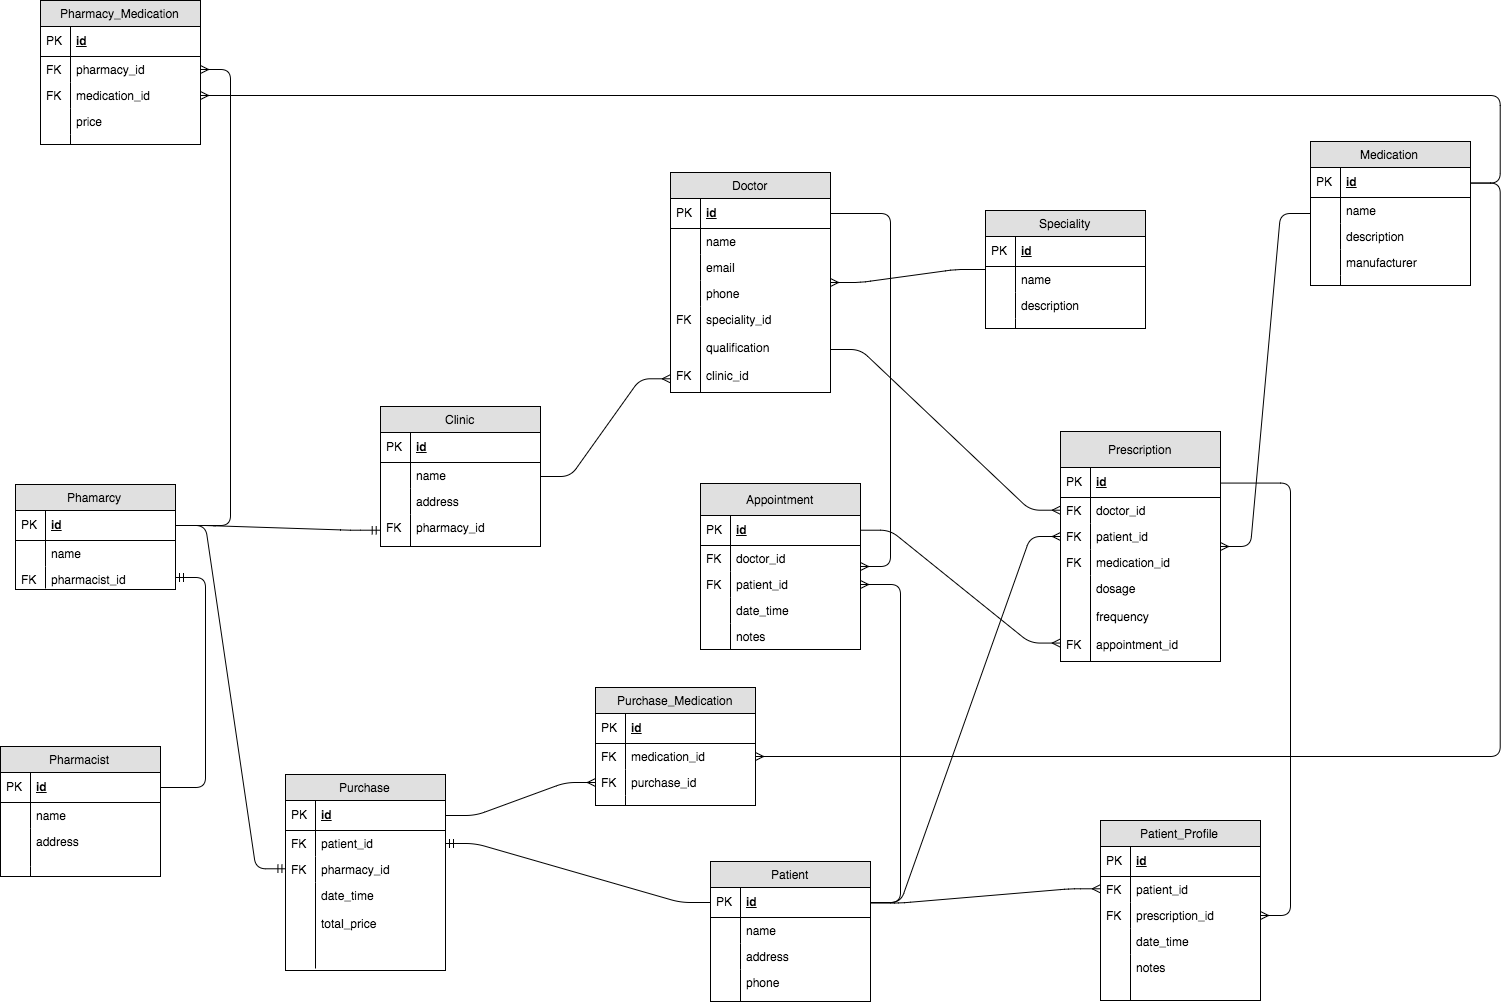 Pharmacy_Medication
PK id
FK pharmacy_id
FK medication_id
price
Medication
PK id
name
description
manufacturer
Doctor
PK id
name
email
phone
FK speciality_id
qualification
FK clinic_id
Speciality
PK id
name
description
Clinic
PK id
name
address
FK pharmacy_id
Prescription
PK id
FK doctor_id
FK patient_id
FK medication_id
dosage
frequency
FK appointment_id
Phamarcy
PK id
name
FK pharmacist_id
Appointment
PK id
FK doctor_id
FK patient_id
date_time
notes
Purchase_Medication
PK id
FK medication_id
FK purchase_id
Pharmacist
PK id
name
address
Purchase
PK id
FK patient_id
FK pharmacy_id
date_time
total_price
Patient
PK id
name
address
phone
Patient_Profile
PK id
FK patient_id
FK prescription_id
date_time
notes